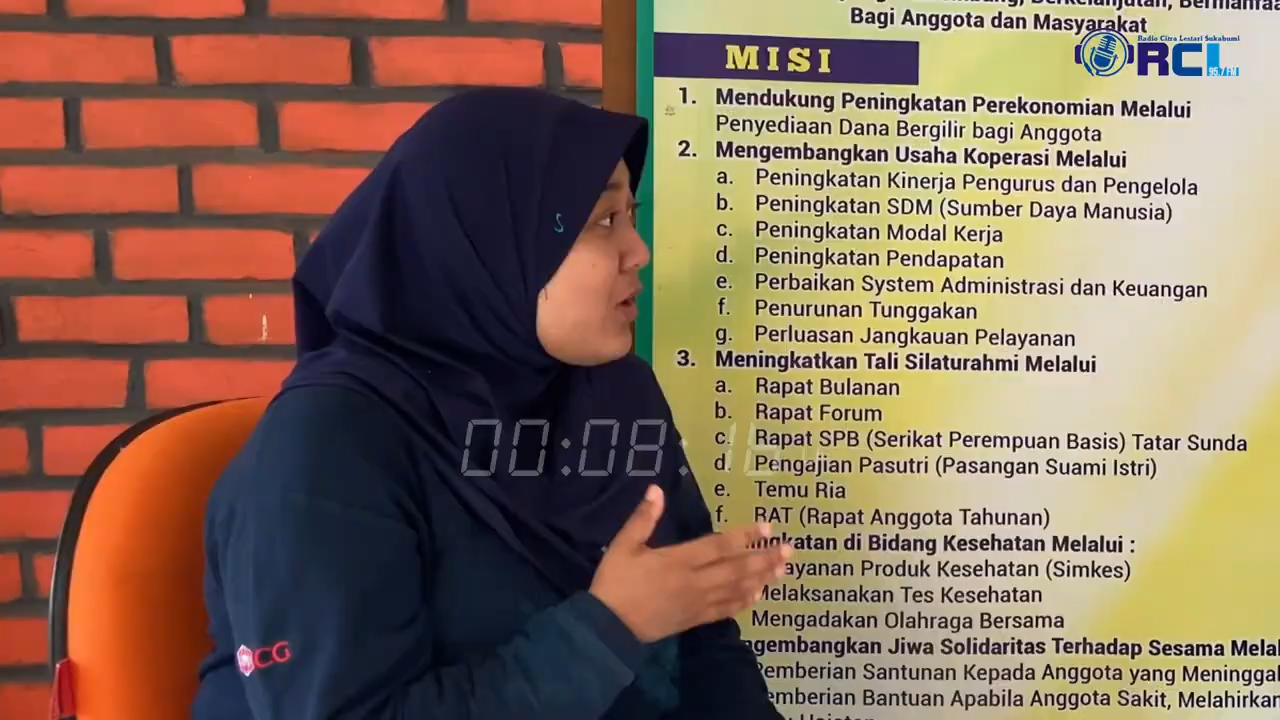 Bagi Anggota dan Masyarakat
Radio Citra Lestari Sukabumi
RCL
95.7 FM
MISI
1. Mendukung Peningkatan Perekonomian Melalui
Penyediaan Dana Bergilir bagi Anggota
2. Mengembangkan Usaha Koperasi Melalui
a. Peningkatan Kinerja Pengurus dan Pengelola
b. Peningkatan SDM (Sumber Daya Manusia)
c. Peningkatan Modal Kerja
d. Peningkatan Pendapatan
e. Perbaikan System Administrasi dan Keuangan
f. Penurunan Tunggakan
g. Perluasan Jangkauan Pelayanan
3. Meningkatkan Tali Silaturahmi Melalui
a. Rapat Bulanan
b. Rapat Forum
c. Rapat SPB (Serikat Perempuan Basis) Tatar Sunda
d. Pengajian Pasutri (Pasangan Suami Istri)
e. Temu Ria
f. RAT (Rapat Anggota Tahunan)
di Bidang Kesehatan Melalui :
Produk Kesehatan (Simkes)
Melaksanakan Tes Kesehatan
Mengadakan Olahraga Bersama
Jiwa Solidaritas Terhadap Sesama
Pemberian Santunan Kepada Anggota yang
Pemberian Bantuan Apabila Anggota Sakit, Melahirkan
00:08:
CG
S